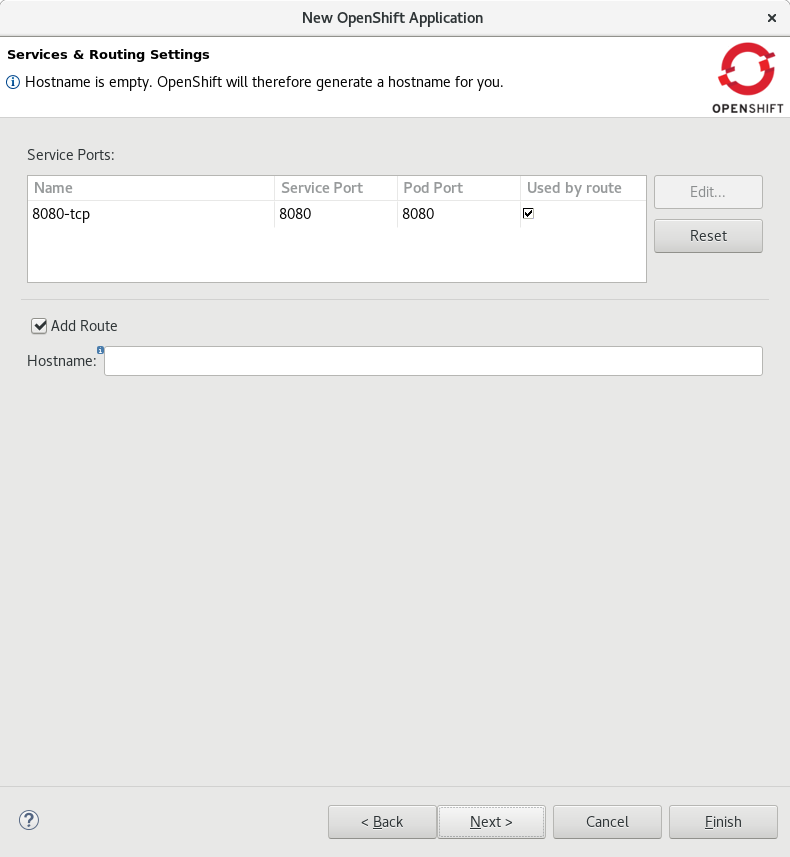 New OpenShift Application ×
Services & Routing Settings
Hostname is empty. OpenShift will therefore generate a hostname for you.
OPENSHIFT
Service Ports:
Name Service Port Pod Port Used by route
8080-tcp 8080 8080
Edit...
Reset
Add Route
Hostname:
? < Back Next > Cancel Finish